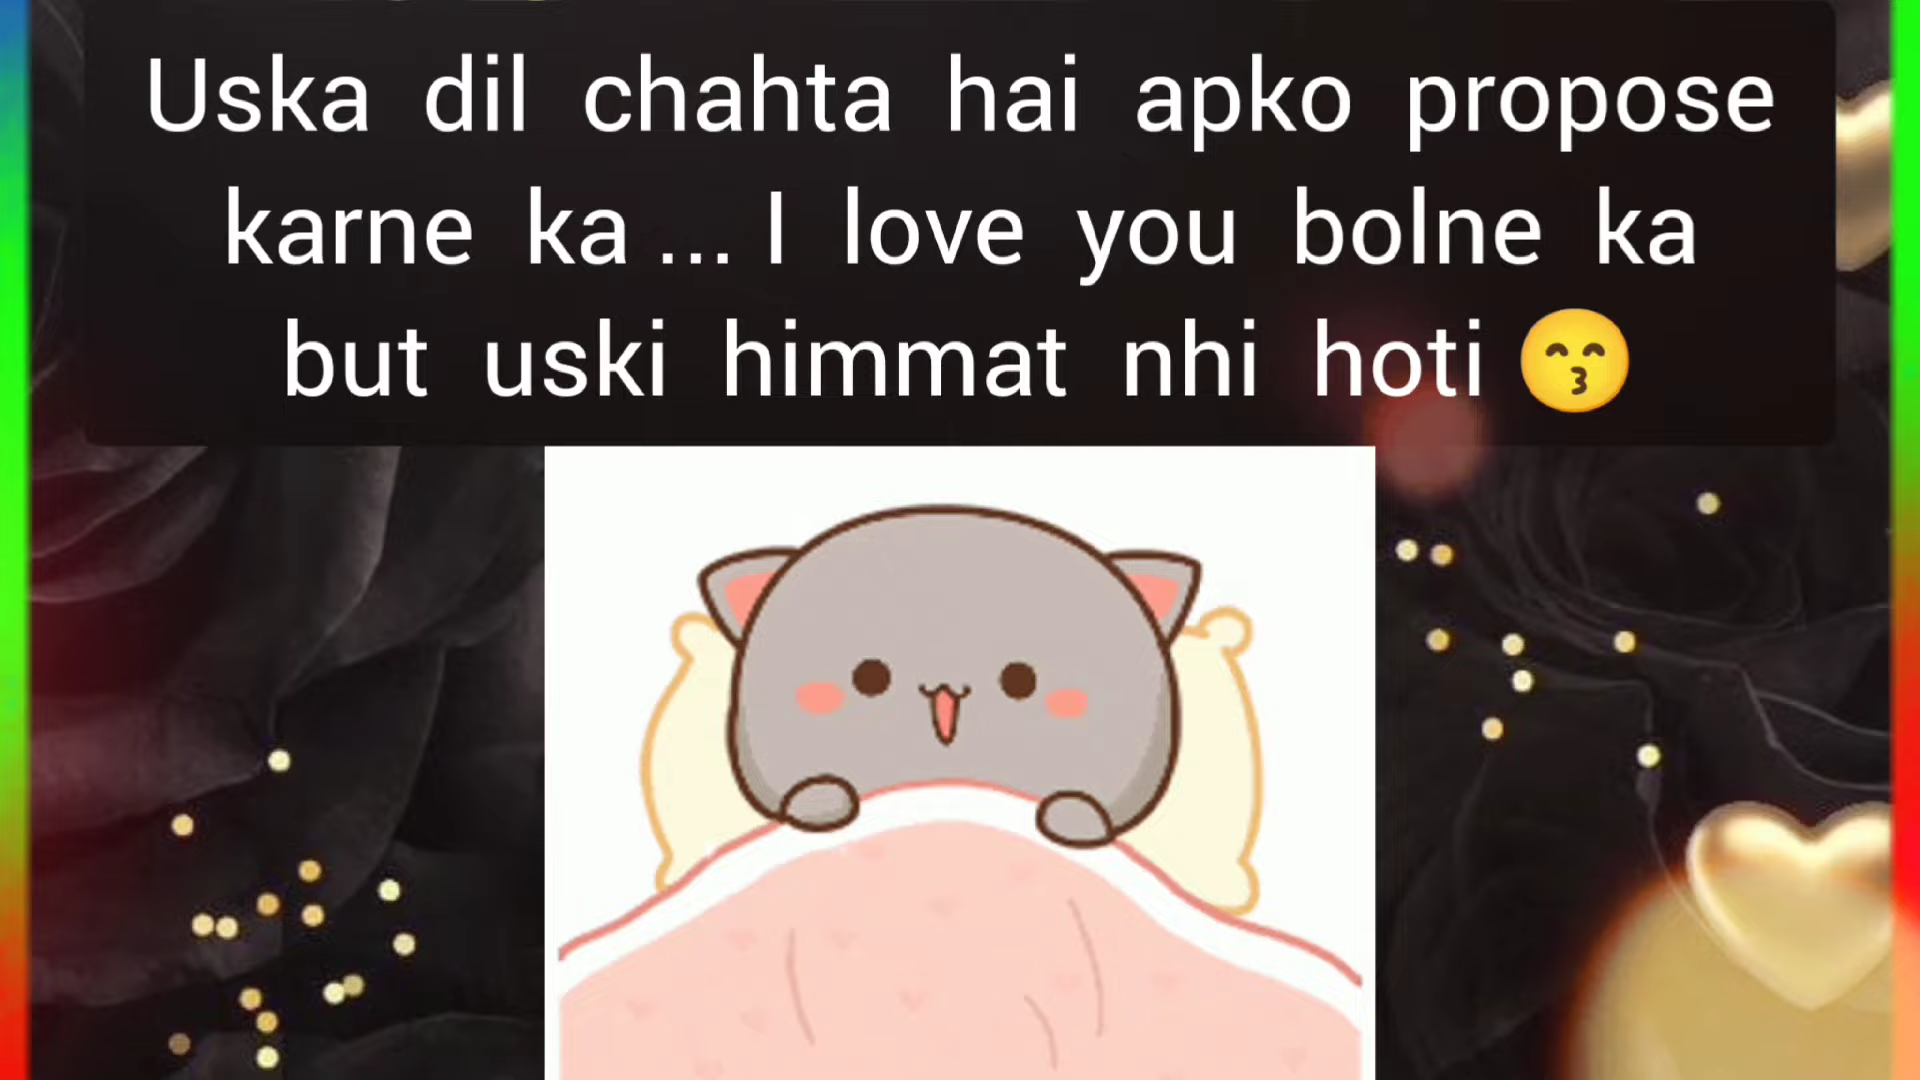 Uska dil chahta hai apko propose
karne ka ... I love you bolne ka
but uski himmat nhi hoti 😙